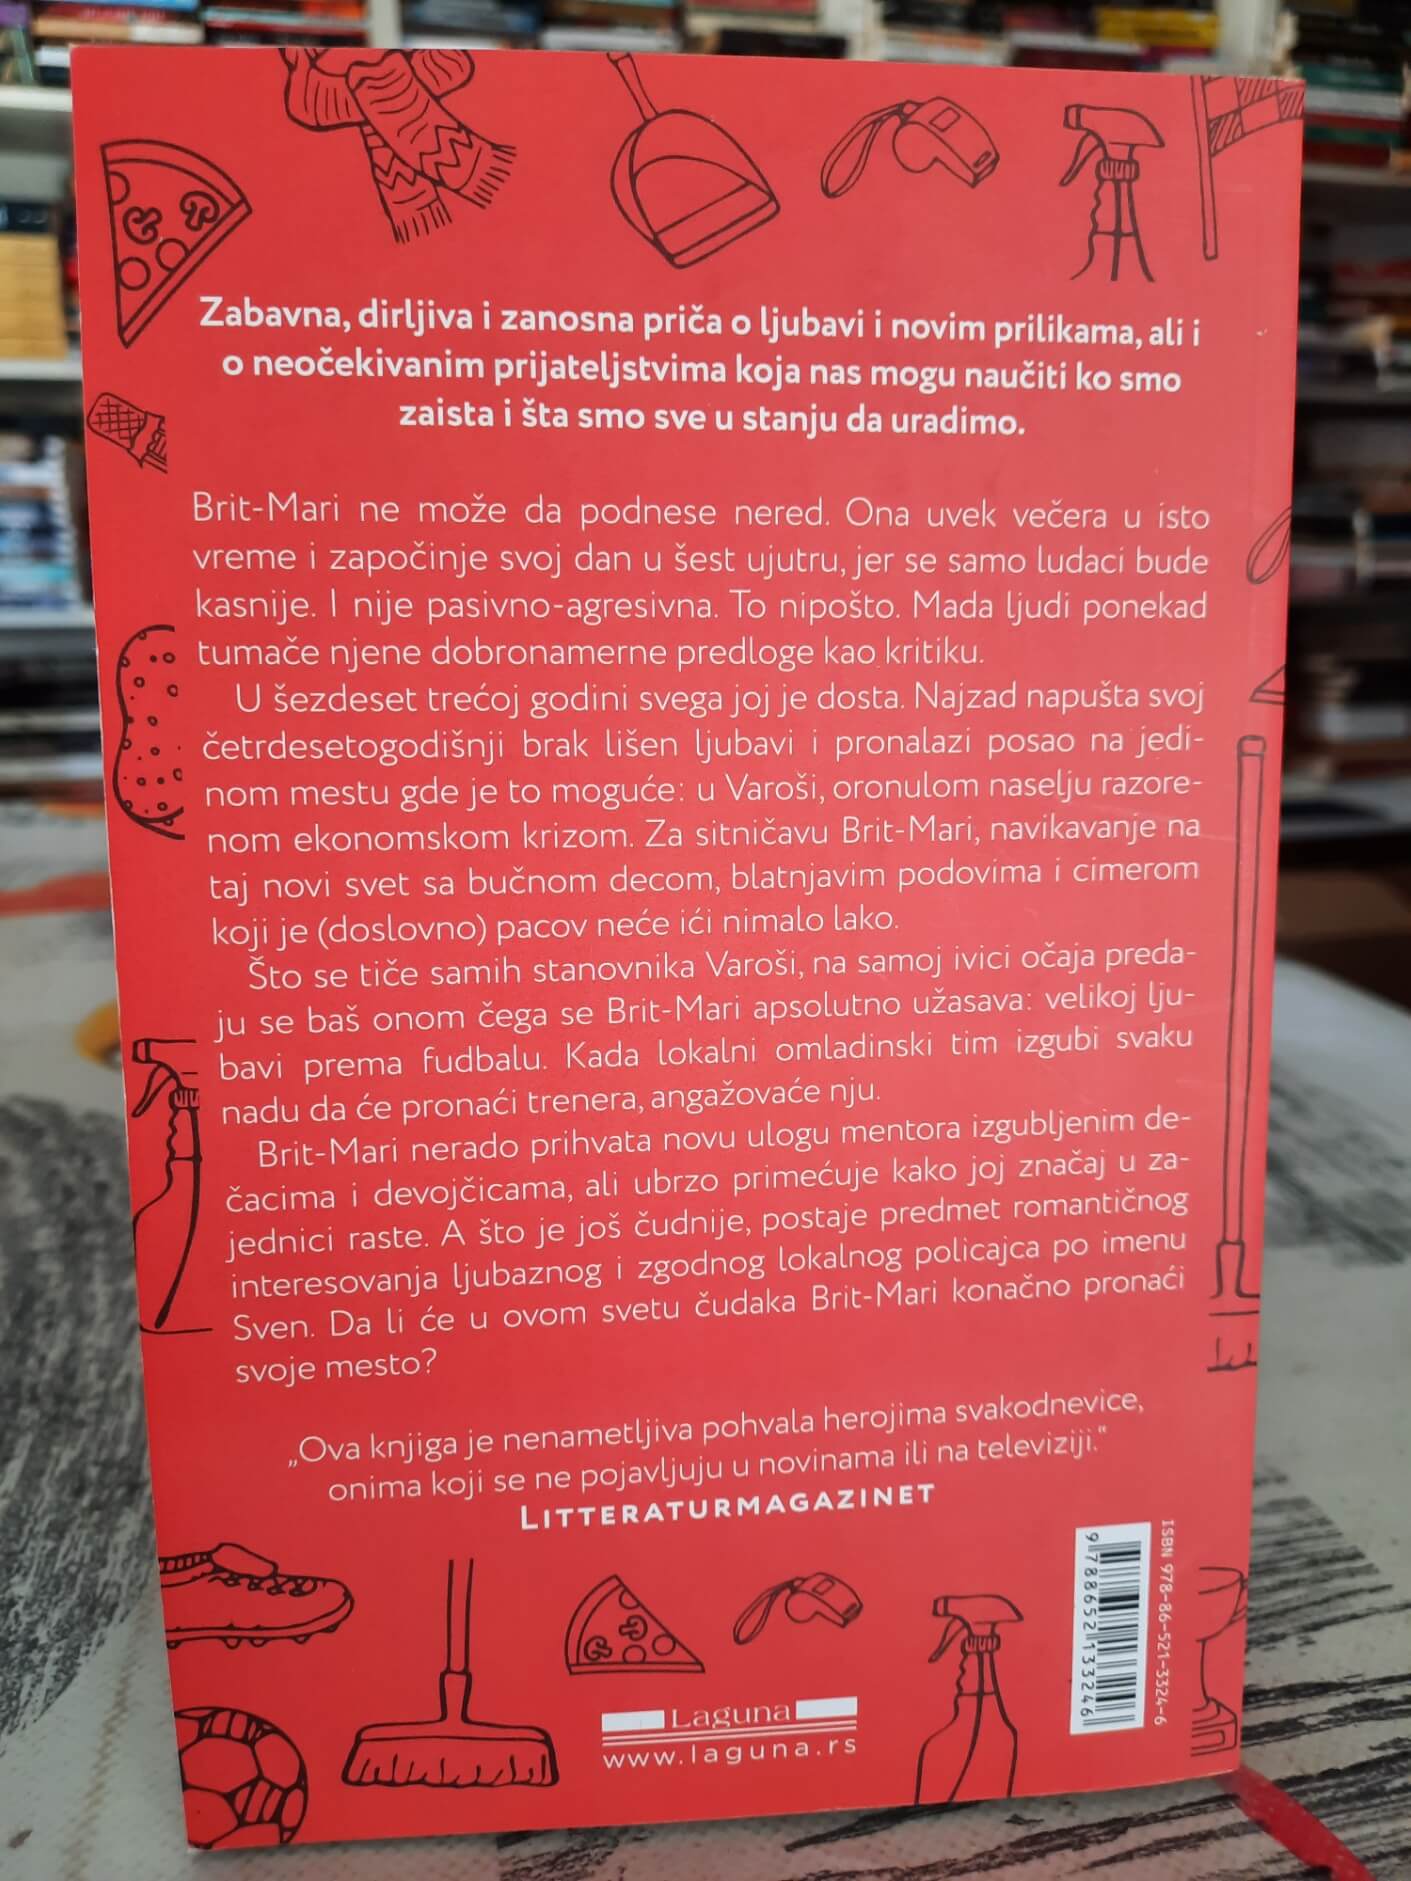 Zabavna, dirljiva i zanosna priča o ljubavi i novim prilikama, ali i
o neočekivanim prijateljstvima koja nas mogu naučiti ko smo
zaista i šta smo sve u stanju da uradimo.
Brit-Mari ne može da podnese nered. Ona uvek večera u isto
vreme i započinje svoj dan u šest ujutru, jer se samo ludaci bude
kasnije. I nije pasivno-agresivna. To nipošto. Mada ljudi ponekad
tumače njene dobronamerne predloge kao kritiku.
U šezdeset trećoj godini svega joj je dosta. Najzad napušta svoj
četrdesetogodišnji brak lišen ljubavi i pronalazi posao na jedi-
nom mestu gde je to moguće: u Varoši, oronulom naselju razore-
nom ekonomskom krizom. Za sitničavu Brit-Mari, navikavanje na
taj novi svet sa bučnom decom, blatnjavim podovima i cimerom
koji je (doslovno) pacov neće ići nimalo lako.
Što se tiče samih stanovnika Varoši, na samoj ivici očaja preda-
ju se baš onom čega se Brit-Mari apsolutno užasava: velikoj lju-
bavi prema fudbalu. Kada lokalni omladinski tim izgubi svaku
nadu da će pronaći trenera, angažovaće nju.
Brit-Mari nerado prihvata novu ulogu mentora izgubljenim de-
čacima i devojčicama, ali ubrzo primećuje kako joj značaj u za-
jednici raste. A što je još čudnije, postaje predmet romantičnog
interesovanja ljubaznog i zgodnog lokalnog policajca po imenu
Sven. Da li će u ovom svetu čudaka Brit-Mari konačno pronaći
svoje mesto?
„Ova knjiga je nenametljiva pohvala herojima svakodnevice,
onima koji se ne pojavljuju u novinama ili na televiziji.“
LITTERATURMAGAZINET
ISBN 978-86-521-3324-6
9788652133246
Laguna
www.laguna.rs